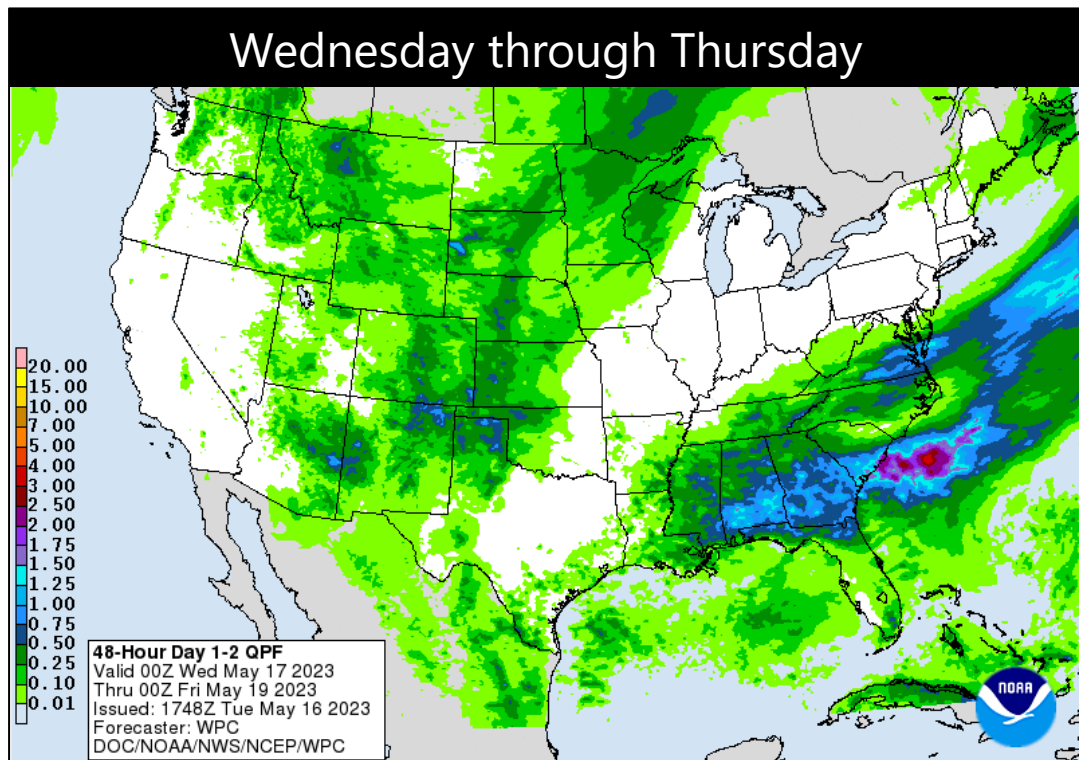 Wednesday through Thursday
20.00
15.00
10.00
7.00
5.00
4.00
3.00
2.50
2.00
1.75
1.50
1.25
1.00
0.75
0.50
0.25
0.10
0.01
48-Hour Day 1-2 QPF
Valid 00Z Wed May 17 2023
Thru 00Z Fri May 19 2023
Issued: 1748Z Tue May 16 2023
Forecaster: WPC
DOC/NOAA/NWS/NCEP/WPC
NOAA